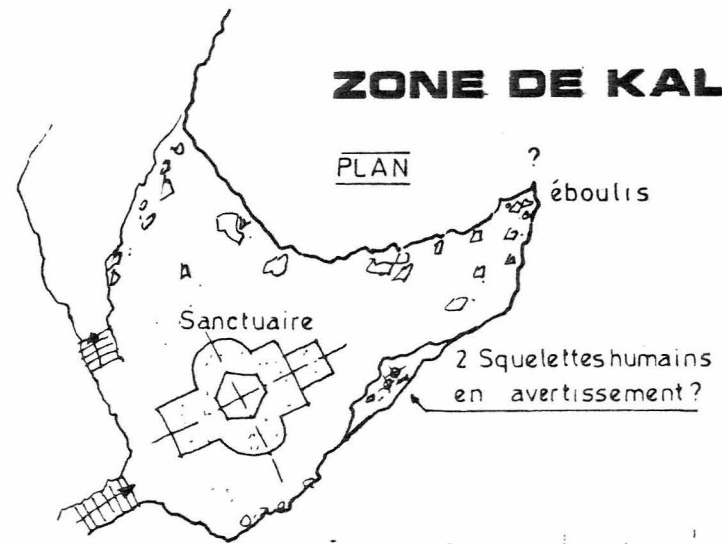 ZONE DE KAL
PLAN
?
éboulis
Sanctuaire
2 Squelettes humains
en avertissement ?